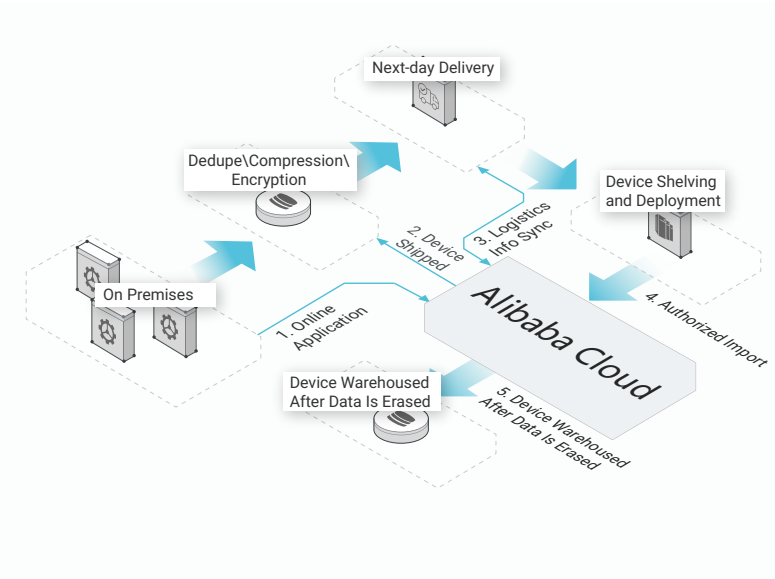 Next-day Delivery
Dedupe\Compression\
Encryption
Device Shelving
and Deployment
2. Device
Shipped
3. Logistics
Info Sync
On Premises
1. Online
Application
Alibaba Cloud
4. Authorized Import
Device Warehoused
After Data Is Erased
5. Device Warehoused
After Data Is Erased